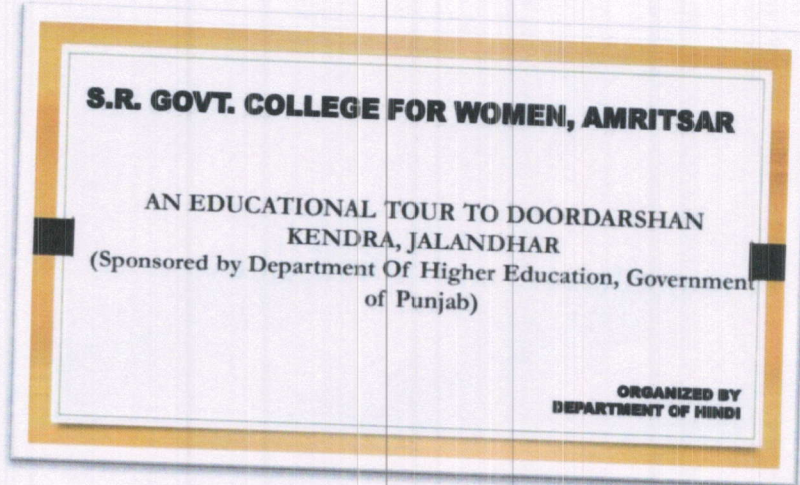 S.R. GOVT. COLLEGE FOR WOMEN, AMRITSAR
AN EDUCATIONAL TOUR TO DOORDARSHAN
KENDRA, JALANDHAR
(Sponsored by Department Of Higher Education, Government
of Punjab)
ORGANIZED BY
DEPARTMENT OF HINDI